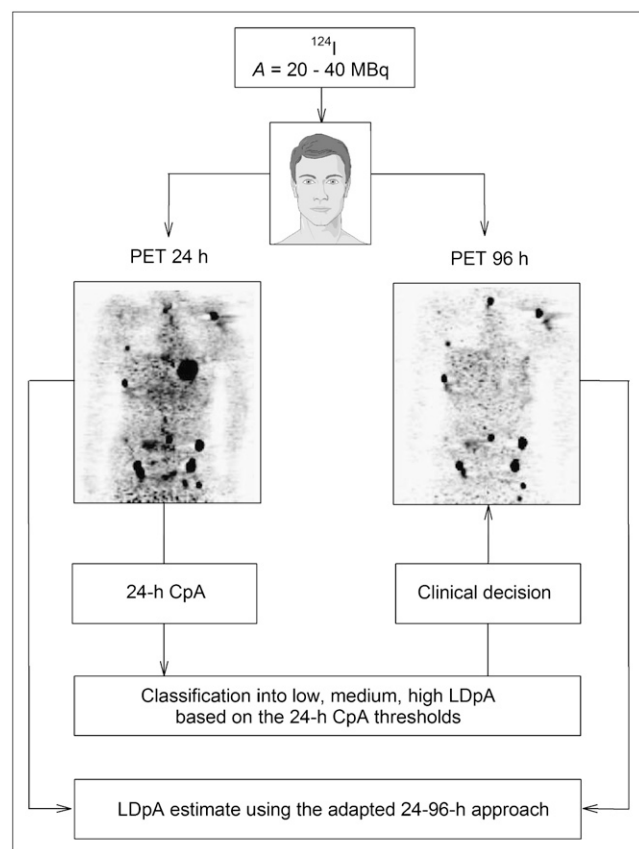 ¹²⁴I
A = 20 - 40 MBq
PET 24 h
PET 96 h
24-h CpA
Clinical decision
Classification into low, medium, high LDpA
based on the 24-h CpA thresholds
LDpA estimate using the adapted 24-96-h approach